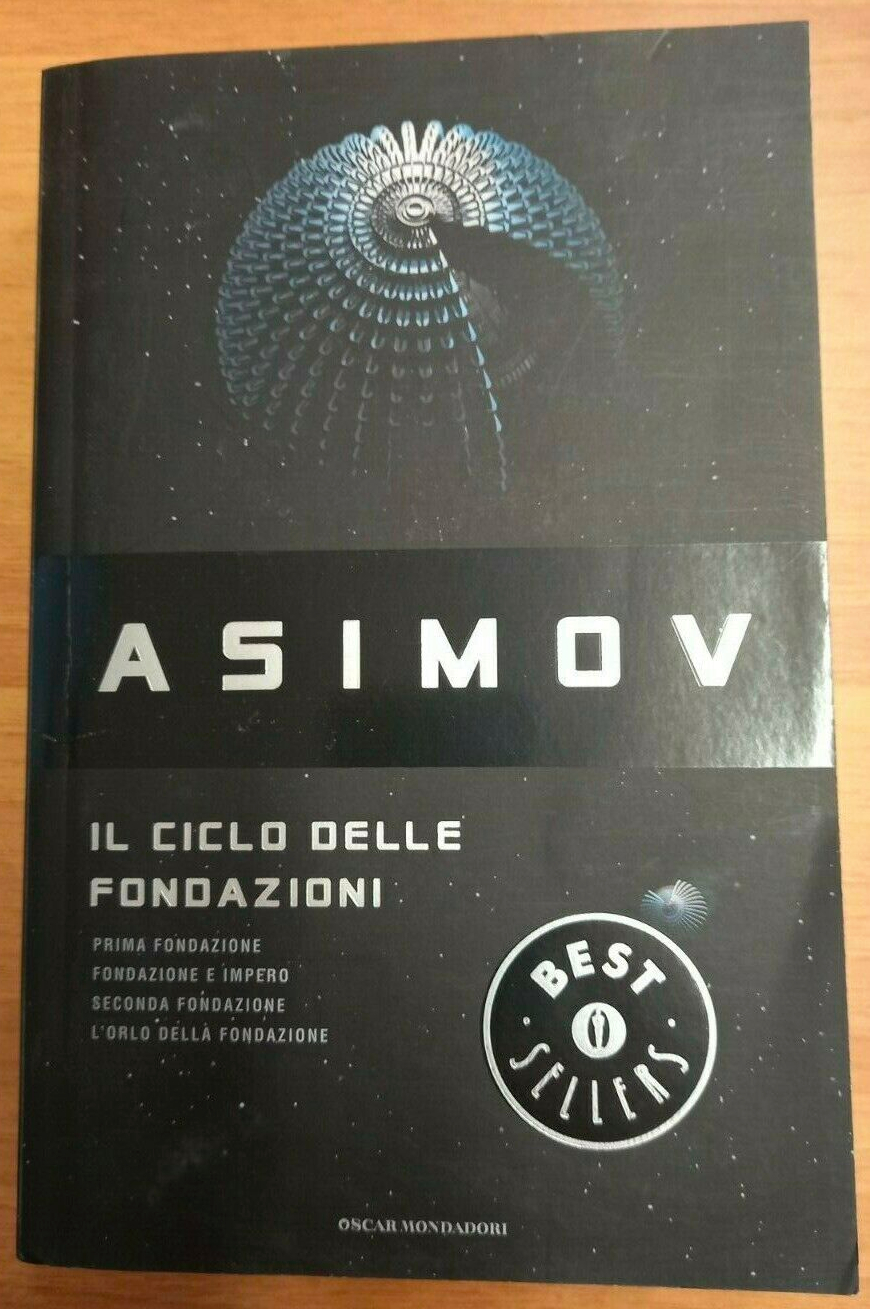 ASIMOV
IL CICLO DELLE
FONDAZIONI
PRIMA FONDAZIONE
FONDAZIONE E IMPERO
SECONDA FONDAZIONE
L'ORLO DELLA FONDAZIONE
BEST
SELLERS
OSCAR MONDADORI